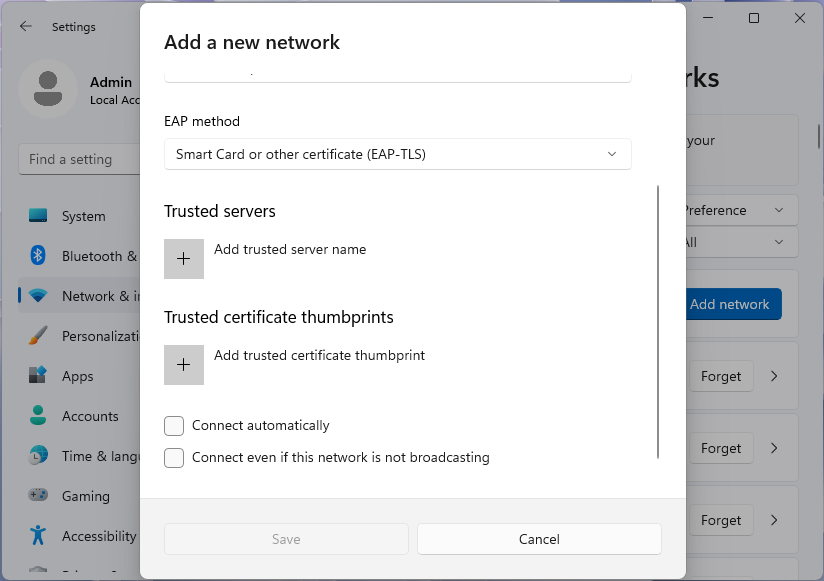 Settings
Admin
Local Acc
Find a setting
System
Bluetooth &
Network & in
Personalizati
Apps
Accounts
Time & langu
Gaming
Accessibility
Add a new network
EAP method
Smart Card or other certificate (EAP-TLS)
Trusted servers
Add trusted server name
Trusted certificate thumbprints
Add trusted certificate thumbprint
Connect automatically
Connect even if this network is not broadcasting
Save
Cancel
rks
your
Preference
All
Add network
Forget
Forget
Forget